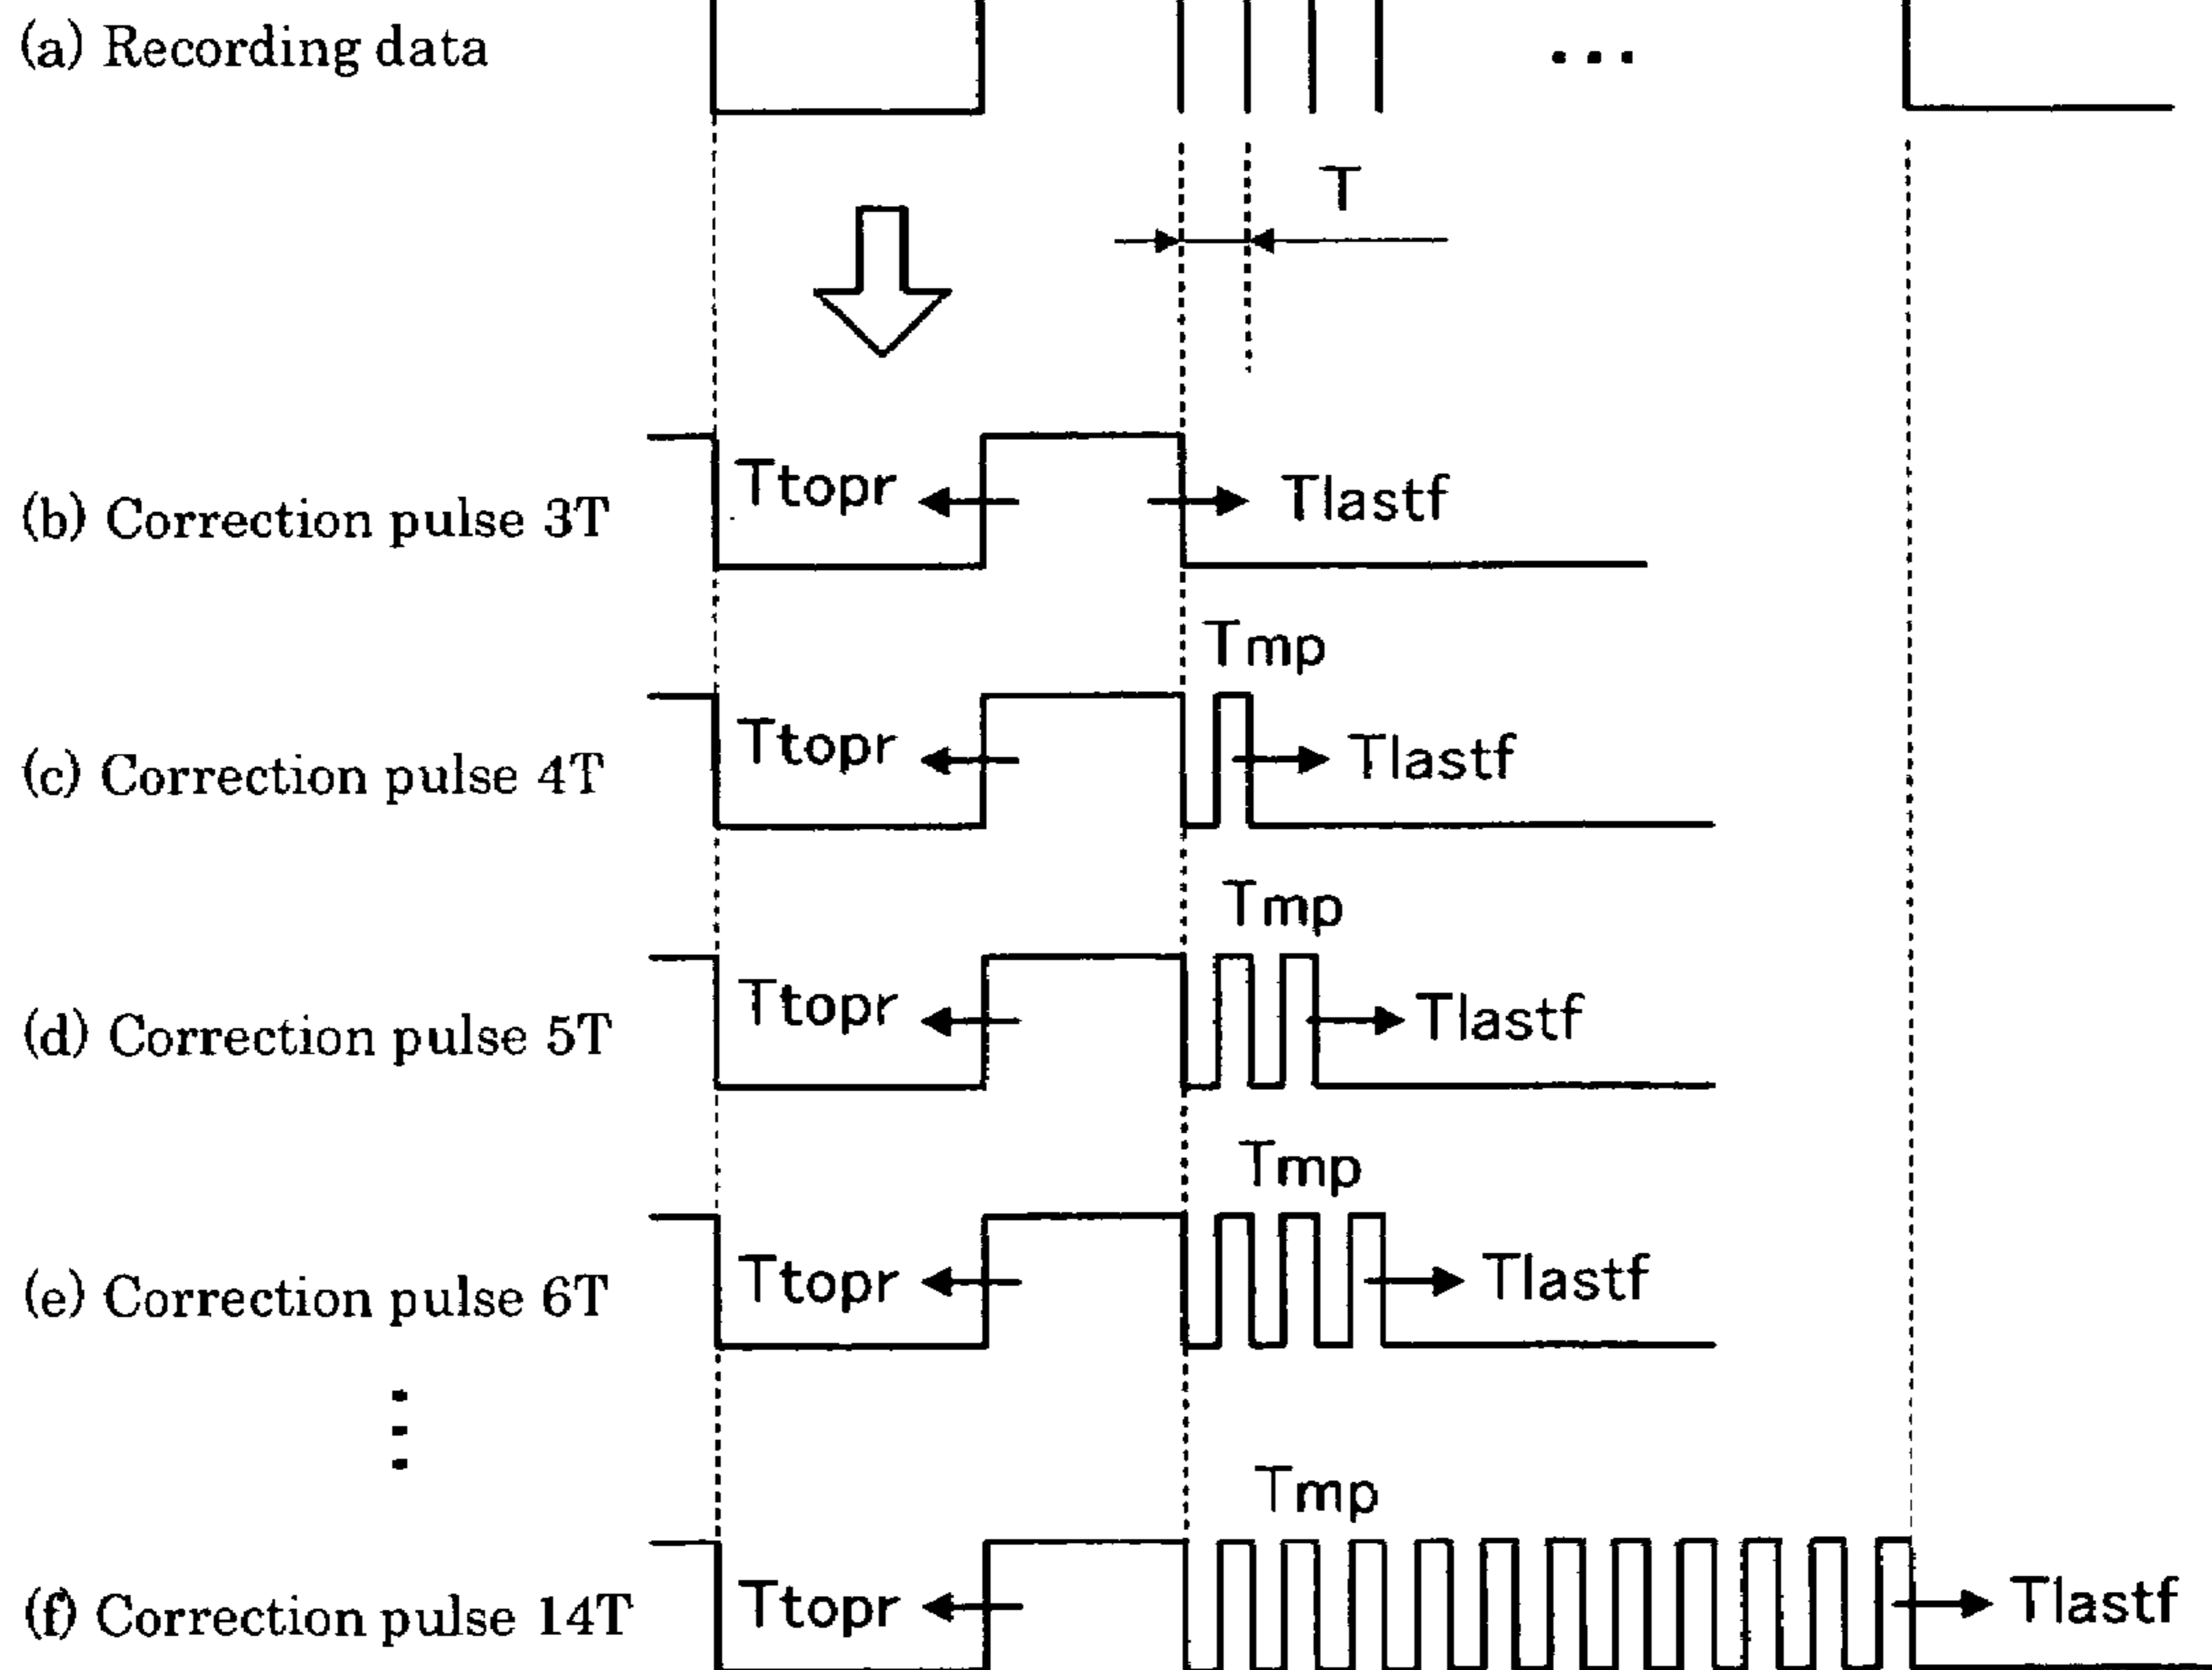 (a) Recording data
...
T
Ttopr
Tlastf
(b) Correction pulse 3T
Tmp
Ttopr
Tlastf
(c) Correction pulse 4T
Tmp
Ttopr
Tlastf
(d) Correction pulse 5T
Tmp
Ttopr
Tlastf
(e) Correction pulse 6T
Tmp
Ttopr
Tlastf
(f) Correction pulse 14T